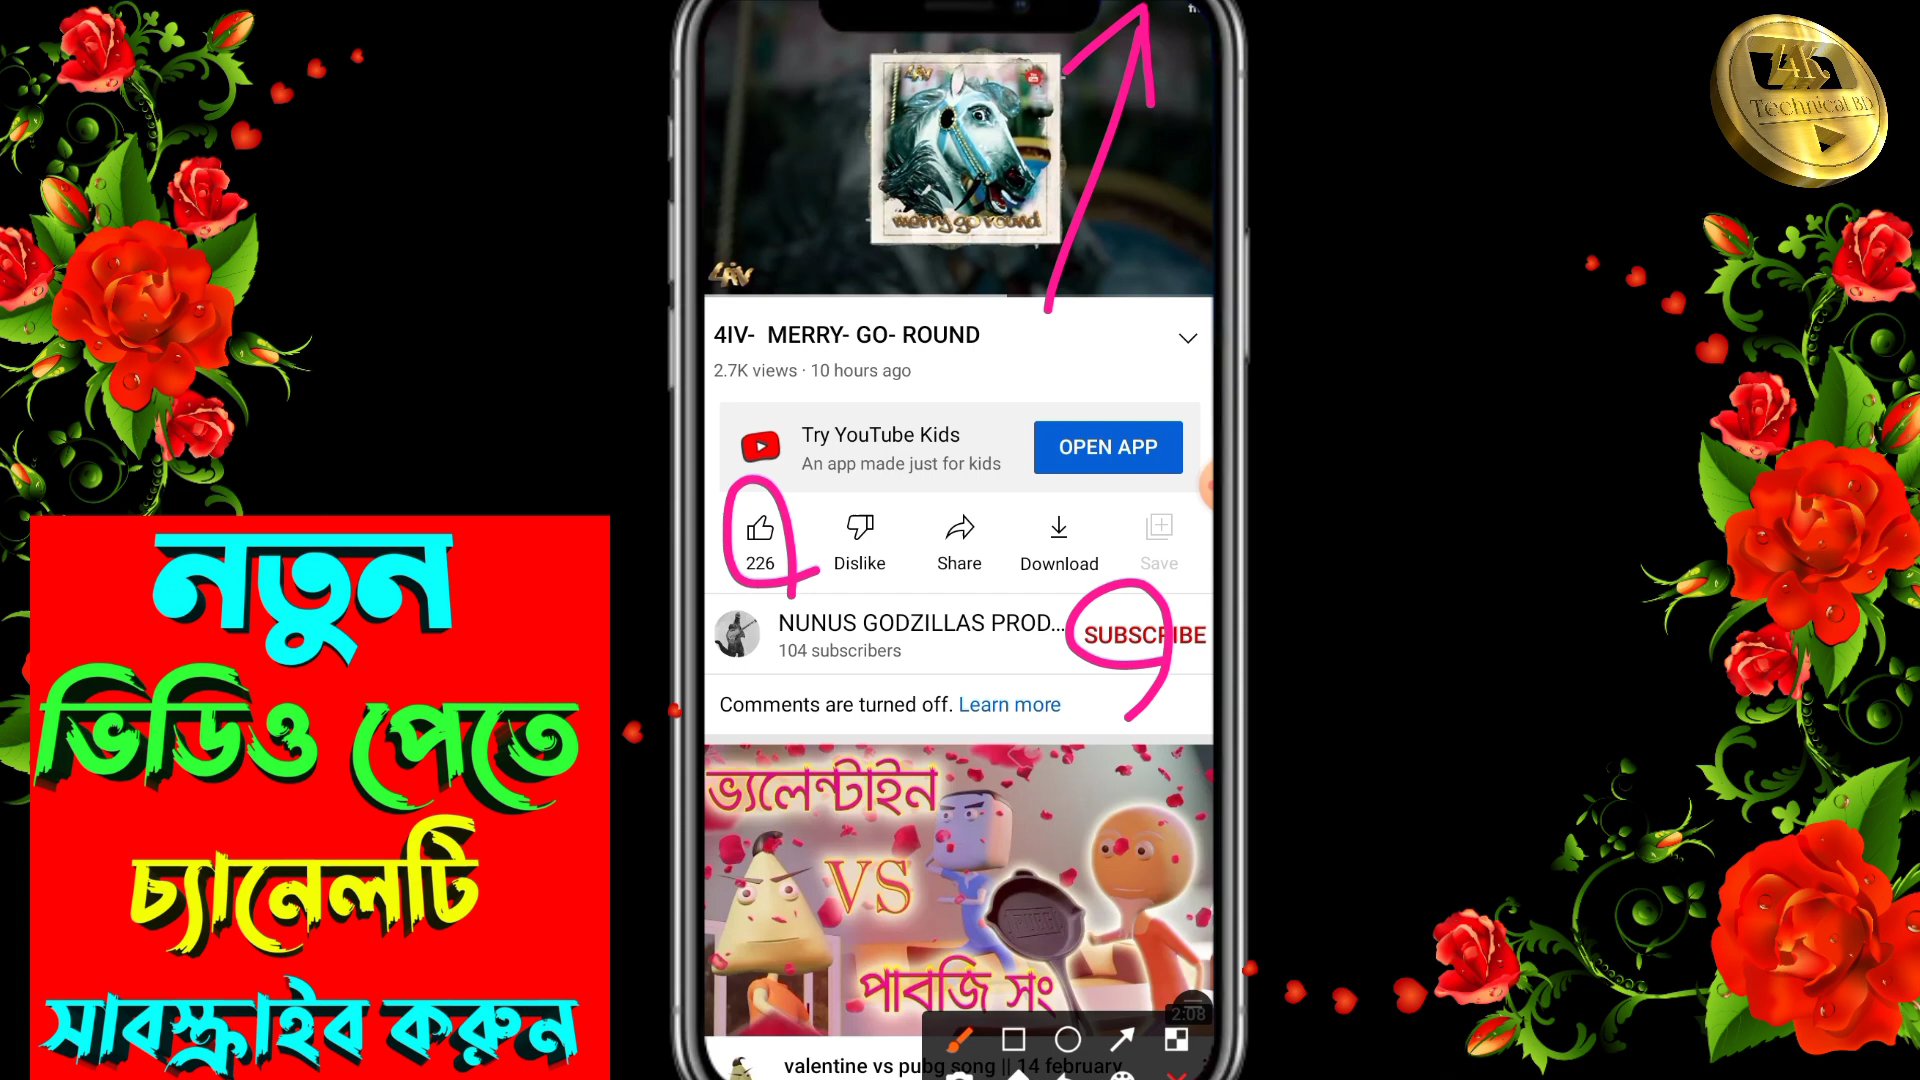 4K
Technical BD
4IV
merry go round
4IV
4IV- MERRY- GO- ROUND
2.7K views · 10 hours ago
Try YouTube Kids
An app made just for kids
OPEN APP
226
Dislike
Share
Download
Save
NUNUS GODZILLAS PROD...
104 subscribers
SUBSCRIBE
Comments are turned off. Learn more
ভ্যলেন্টাইন
VS
পাবজি সং
2:08
valentine vs pubg song || 14 february
নতুন
ভিডিও পেতে
চ্যানেলটি
সাবস্ক্রাইব করুন